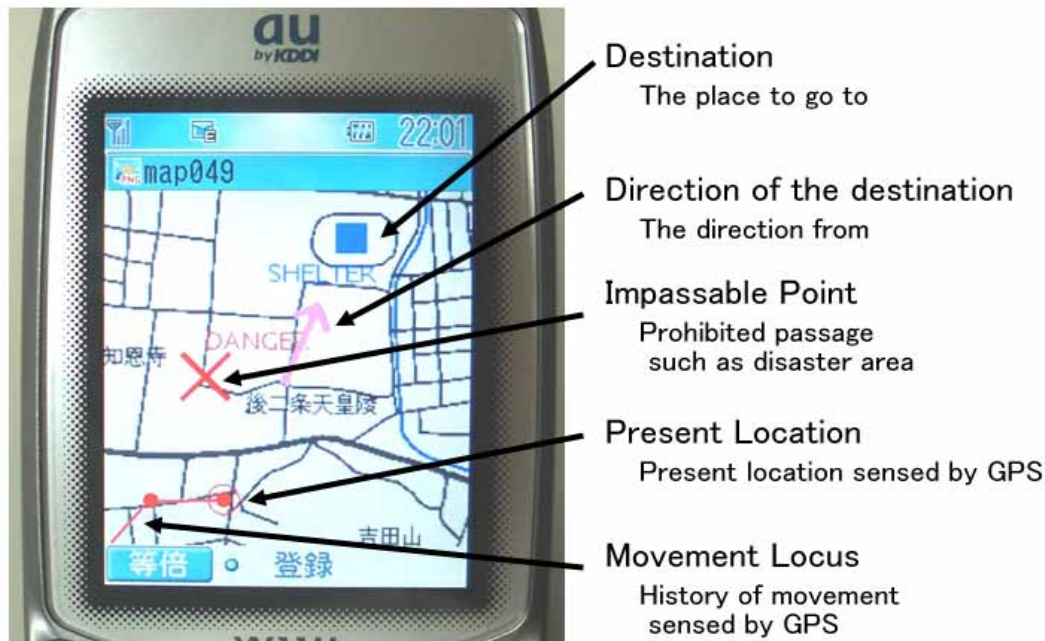 au
by KDDI
22:01
PNG
map049
SHELTER
DANGER
知恩寺
後二条天皇陵
吉田山
等倍
登録
Destination
The place to go to
Direction of the destination
The direction from
Impassable Point
Prohibited passage
such as disaster area
Present Location
Present location sensed by GPS
Movement Locus
History of movement
sensed by GPS